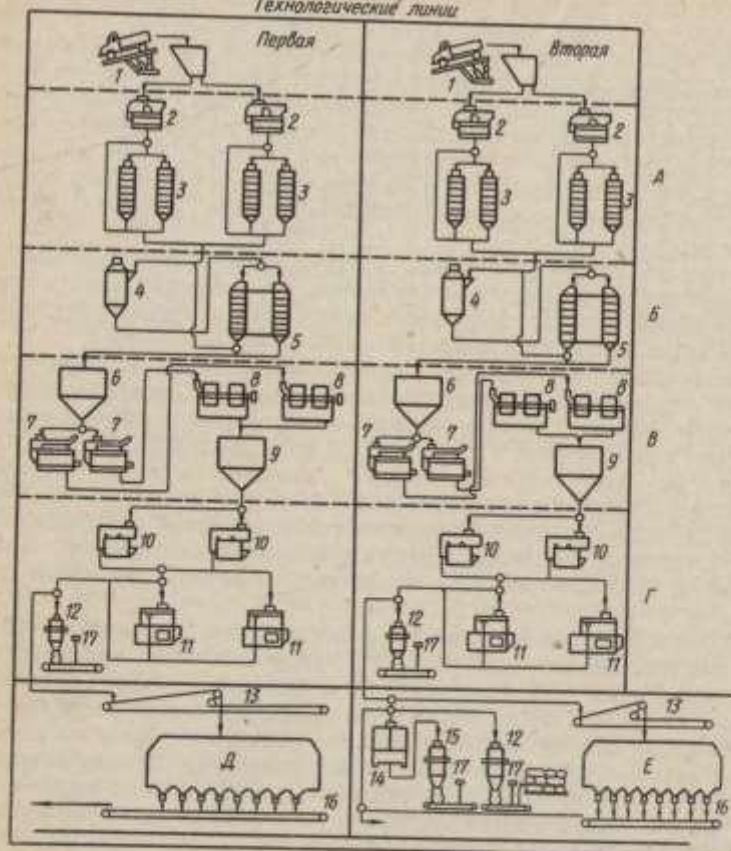 Технологические линии
Первая Вторая
1 1
2 2 2 2
3 3 3 3 А
4 4 Б
5 5
6 8 8 6 8 8
7 7 7 7
9 9 В
10 10 10 10
12 12 Г
17 11 11 17 11 11
13 13
Д 15 12 Е
14 17 17
16 16